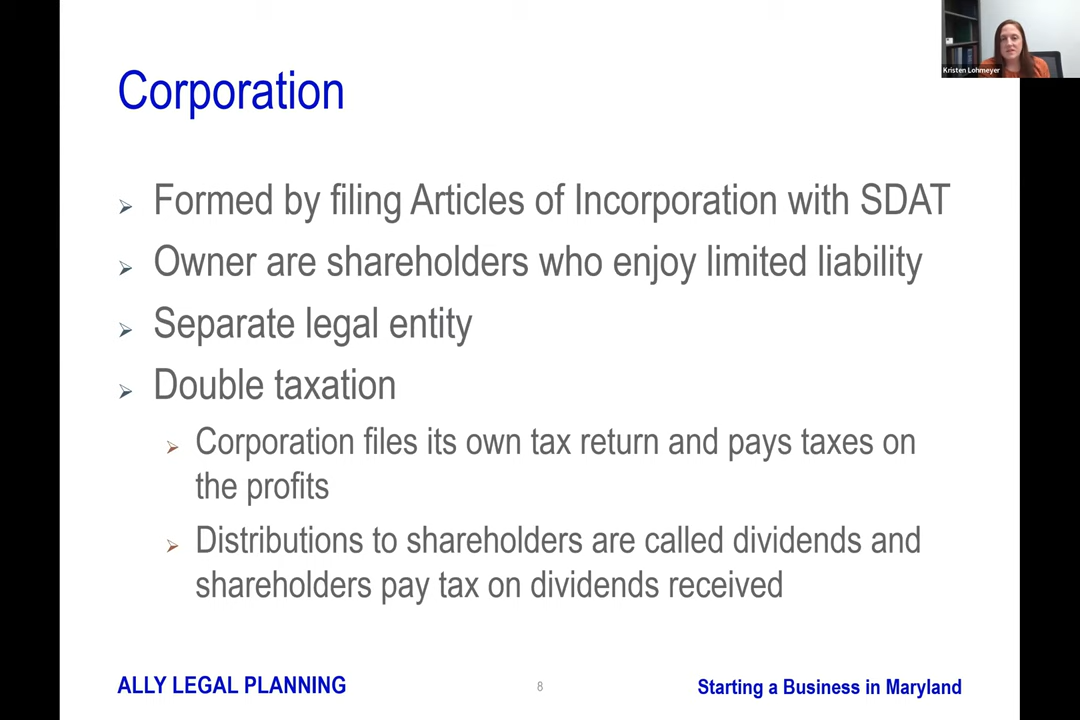 Kristen Lohmeyer
Corporation
Formed by filing Articles of Incorporation with SDAT
Owner are shareholders who enjoy limited liability
Separate legal entity
Double taxation
Corporation files its own tax return and pays taxes on
the profits
Distributions to shareholders are called dividends and
shareholders pay tax on dividends received
ALLY LEGAL PLANNING
8
Starting a Business in Maryland